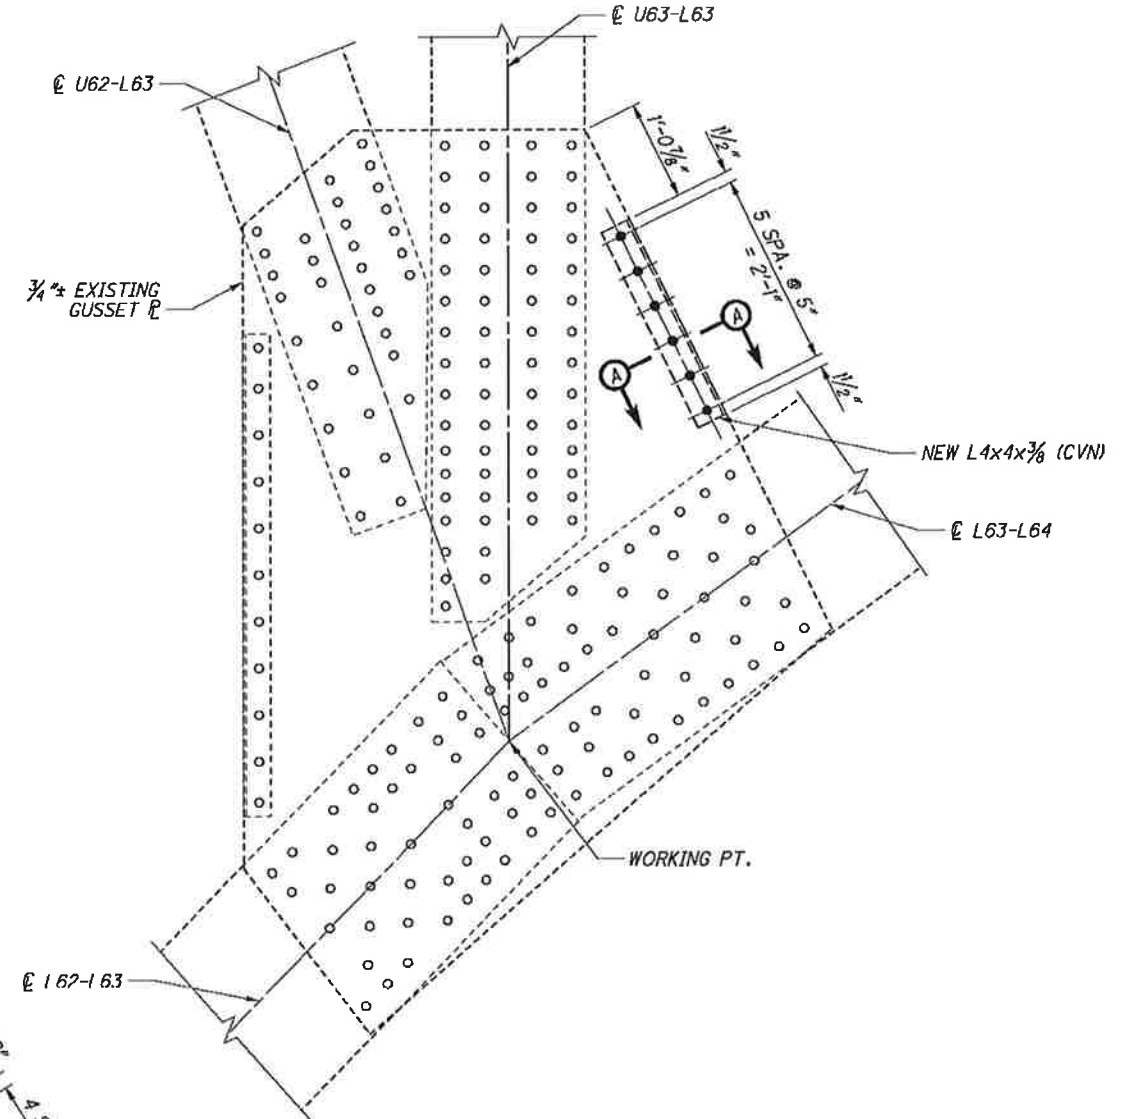 ℄ U63-L63
℄ U62-L63
1'-0⅞"
1½"
5 SPA. @ 5"
= 2'-1"
¾"± EXISTING
GUSSET ℄
A
A
1½"
NEW L4x4x⅜ (CVN)
℄ L63-L64
WORKING PT.
℄ L62-L63
4